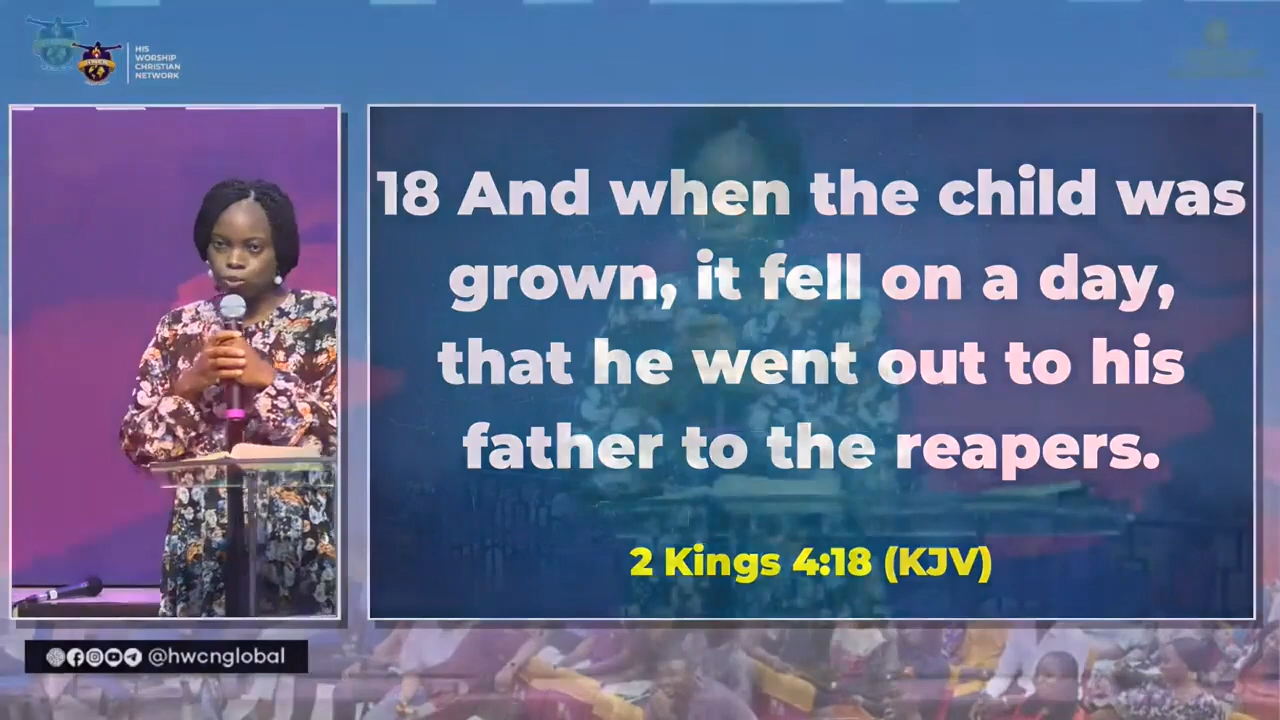 HIS
WORSHIP
CHRISTIAN
NETWORK
18 And when the child was
grown, it fell on a day,
that he went out to his
father to the reapers.
2 Kings 4:18 (KJV)
@hwcnglobal